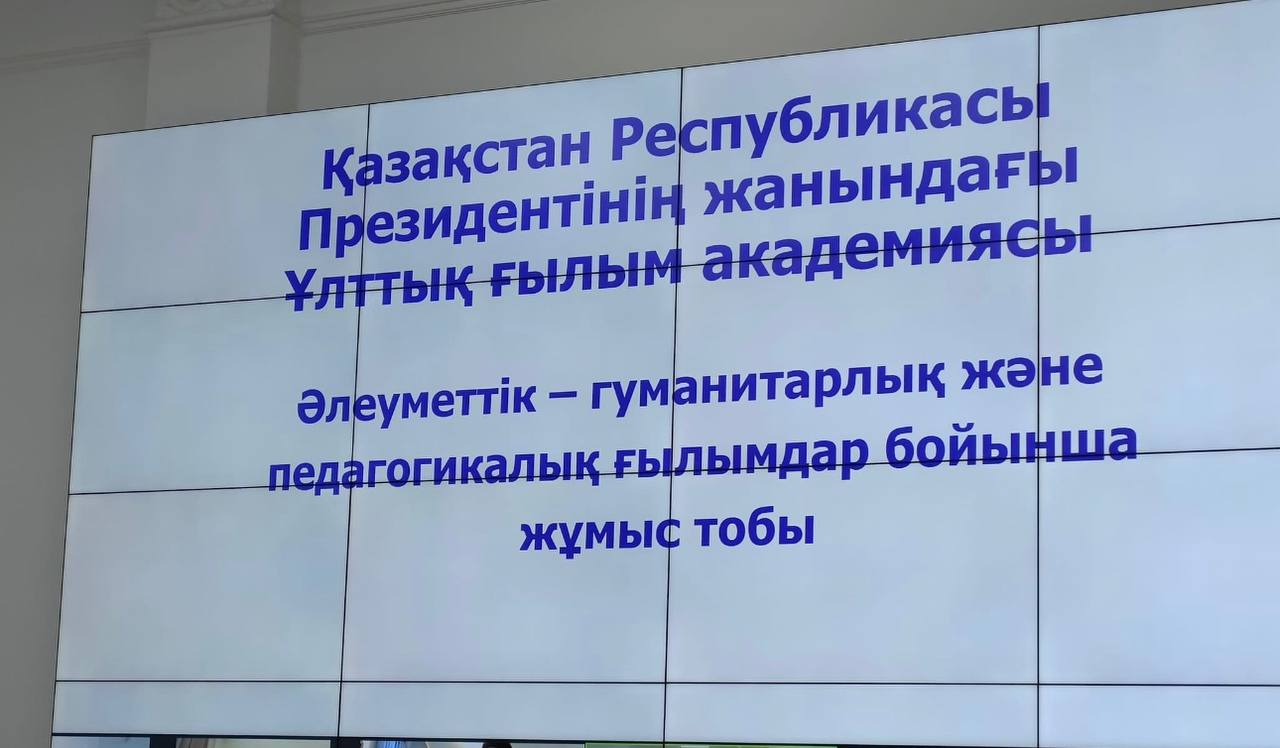 Қазақстан Республикасы
Президентінің жанындағы
Ұлттық ғылым академиясы
Әлеуметтік – гуманитарлық және
педагогикалық ғылымдар бойынша
жұмыс тобы